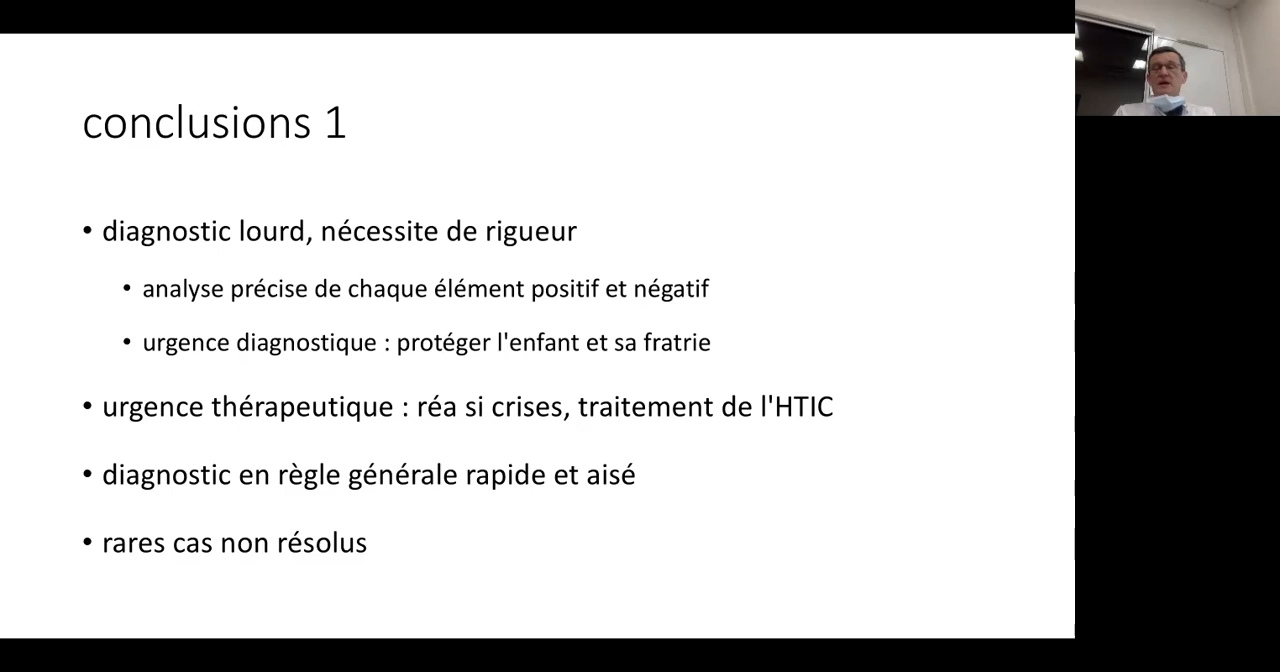 conclusions 1
• diagnostic lourd, nécessite de rigueur
• analyse précise de chaque élément positif et négatif
• urgence diagnostique : protéger l'enfant et sa fratrie
• urgence thérapeutique : réa si crises, traitement de l'HTIC
• diagnostic en règle générale rapide et aisé
• rares cas non résolus